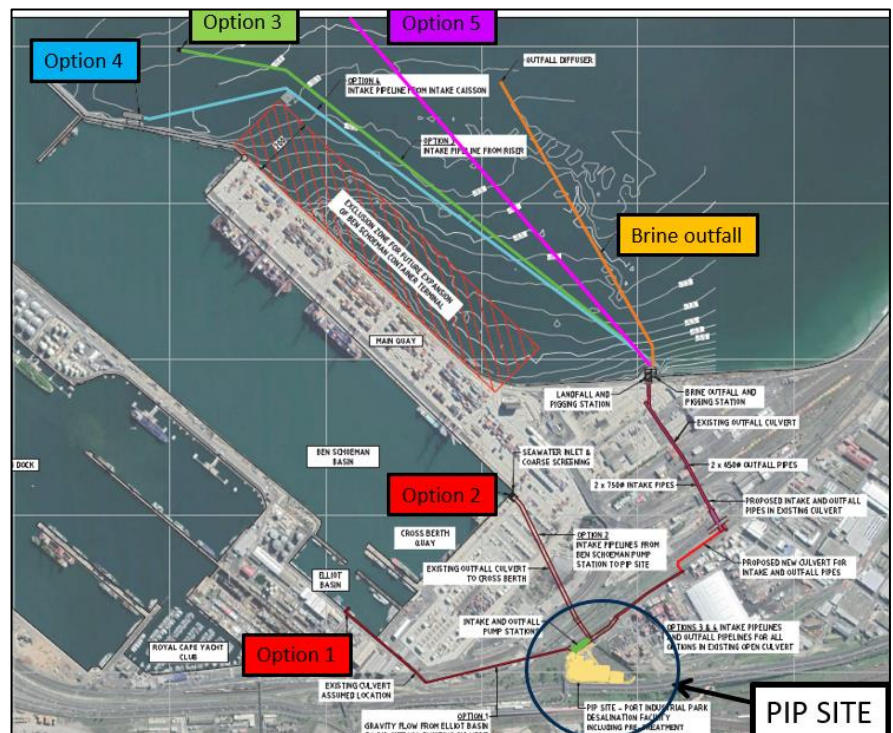 Option 3
Option 5
Option 4
OUTFALL DIFFUSER
OPTION 4
INTAKE PIPELINE FROM INTAKE CAISSON
INTAKE PIPELINE FROM RISER
Brine outfall
EXCLUSION ZONE FOR FUTURE EXPANSION
OF BEN SCHOEMAN CONTAINER TERMINAL
MAIN QUAY
LANDFALL AND
PIGGING STATION
BRINE OUTFALL AND
PIGGING STATION
EXISTING OUTFALL CULVERT
BEN SCHOEMAN
BASIN
SEAWATER INLET &
COARSE SCREENING
2 x 650# OUTFALL PIPES
DOCK
2 x 750# INTAKE PIPES
Option 2
PROPOSED INTAKE AND OUTFALL
PIPES IN EXISTING CULVERT
CROSS BERTH
QUAY
OPTION 2
INTAKE PIPELINES FROM
BEN SCHOEMAN PUMP
STATION TO PIP SITE
EXISTING OUTFALL CULVERT
TO CROSS BERTH
PROPOSED NEW CULVERT FOR
INTAKE AND OUTFALL PIPES
ELLIOT
BASIN
INTAKE AND OUTFALL
PUMP STATIONS
OPTIONS 3 & 4 INTAKE PIPELINES
AND OUTFALL PIPELINES FOR ALL
OPTIONS IN EXISTING OPEN CULVERT
ROYAL CAPE YACHT
CLUB
Option 1
EXISTING CULVERT
ASSUMED LOCATION
OPTION 1
GRAVITY FLOW FROM ELLIOT BASIN
PIP SITE - PORT INDUSTRIAL PARK
DESALINATION FACILITY
INCLUDING PRE-TREATMENT
PIP SITE